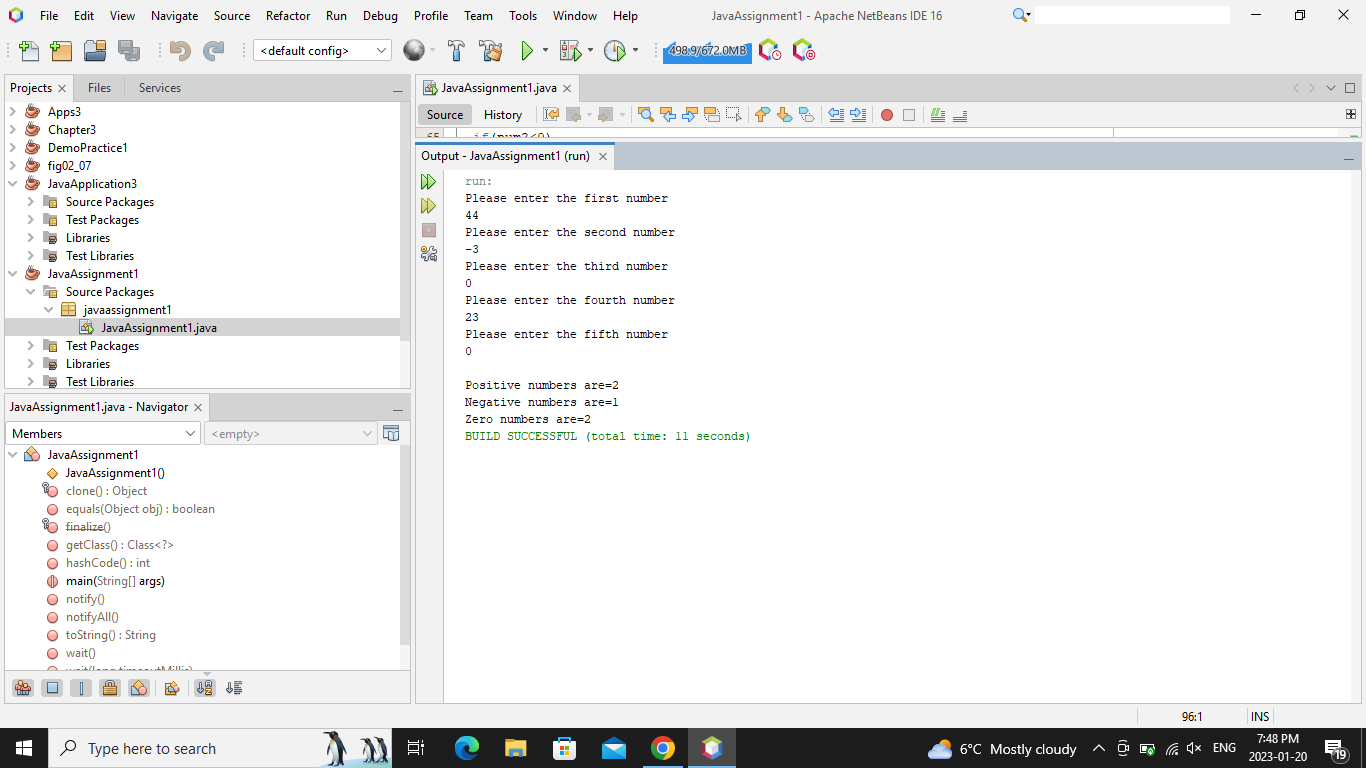 File Edit View Navigate Source Refactor Run Debug Profile Team Tools Window Help
JavaAssignment1 - Apache NetBeans IDE 16
<default config>
498.9/672.0MB
Projects Files Services
Apps3
Chapter3
DemoPractice1
fig02_07
JavaApplication3
Source Packages
Test Packages
Libraries
Test Libraries
JavaAssignment1
Source Packages
javaassignment1
JavaAssignment1.java
Test Packages
Libraries
Test Libraries
JavaAssignment1.java - Navigator
Members
<empty>
JavaAssignment1
JavaAssignment1()
clone() : Object
equals(Object obj) : boolean
finalize()
getClass() : Class<?>
hashCode() : int
main(String[] args)
notify()
notifyAll()
toString() : String
wait()
wait(long timeoutMillis)
JavaAssignment1.java
Source History
65 if(num2<0)
Output - JavaAssignment1 (run)
run:
Please enter the first number
44
Please enter the second number
-3
Please enter the third number
0
Please enter the fourth number
23
Please enter the fifth number
0
Positive numbers are=2
Negative numbers are=1
Zero numbers are=2
BUILD SUCCESSFUL (total time: 11 seconds)
96:1 INS
Type here to search
6°C Mostly cloudy
ENG
7:48 PM
2023-01-20
19